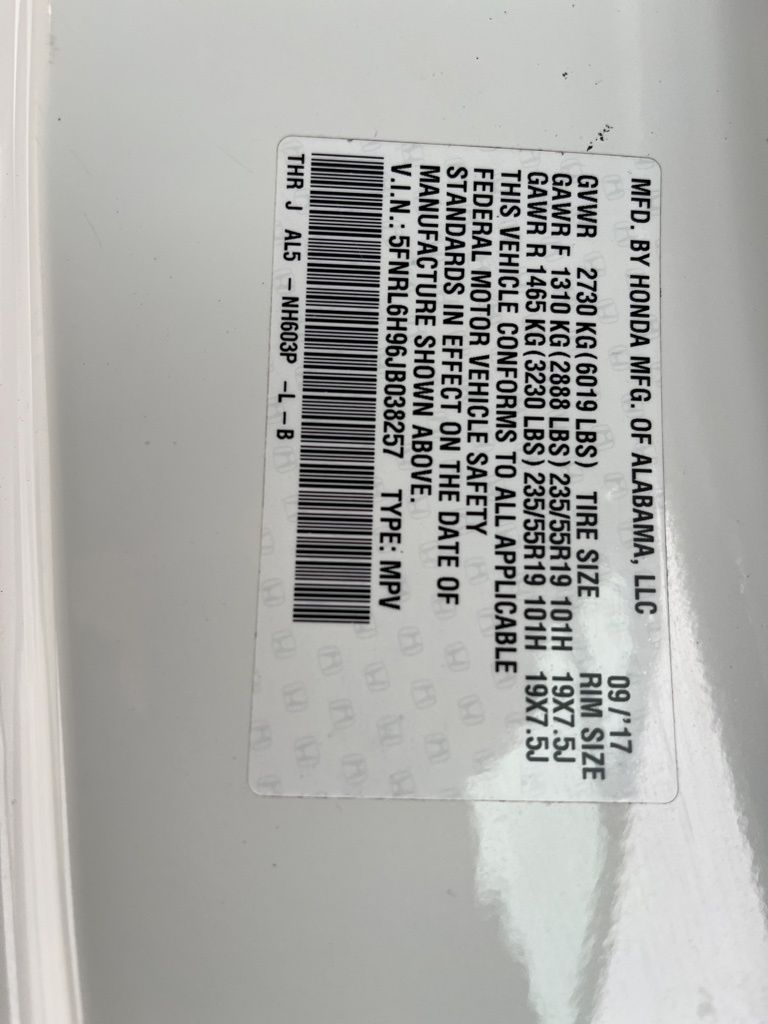 MFD. BY HONDA MFG. OF ALABAMA, LLC
09/'17
GVWR 2730 KG(6019 LBS) TIRE SIZE RIM SIZE
GAWR F 1310 KG(2888 LBS) 235/55R19 101H 19X7.5J
GAWR R 1465 KG(3230 LBS) 235/55R19 101H 19X7.5J
THIS VEHICLE CONFORMS TO ALL APPLICABLE
FEDERAL MOTOR VEHICLE SAFETY
STANDARDS IN EFFECT ON THE DATE OF
MANUFACTURE SHOWN ABOVE.
V.I.N.: 5FNRL6H96JB038257 TYPE: MPV
THR J AL5 - NH603P -L - B